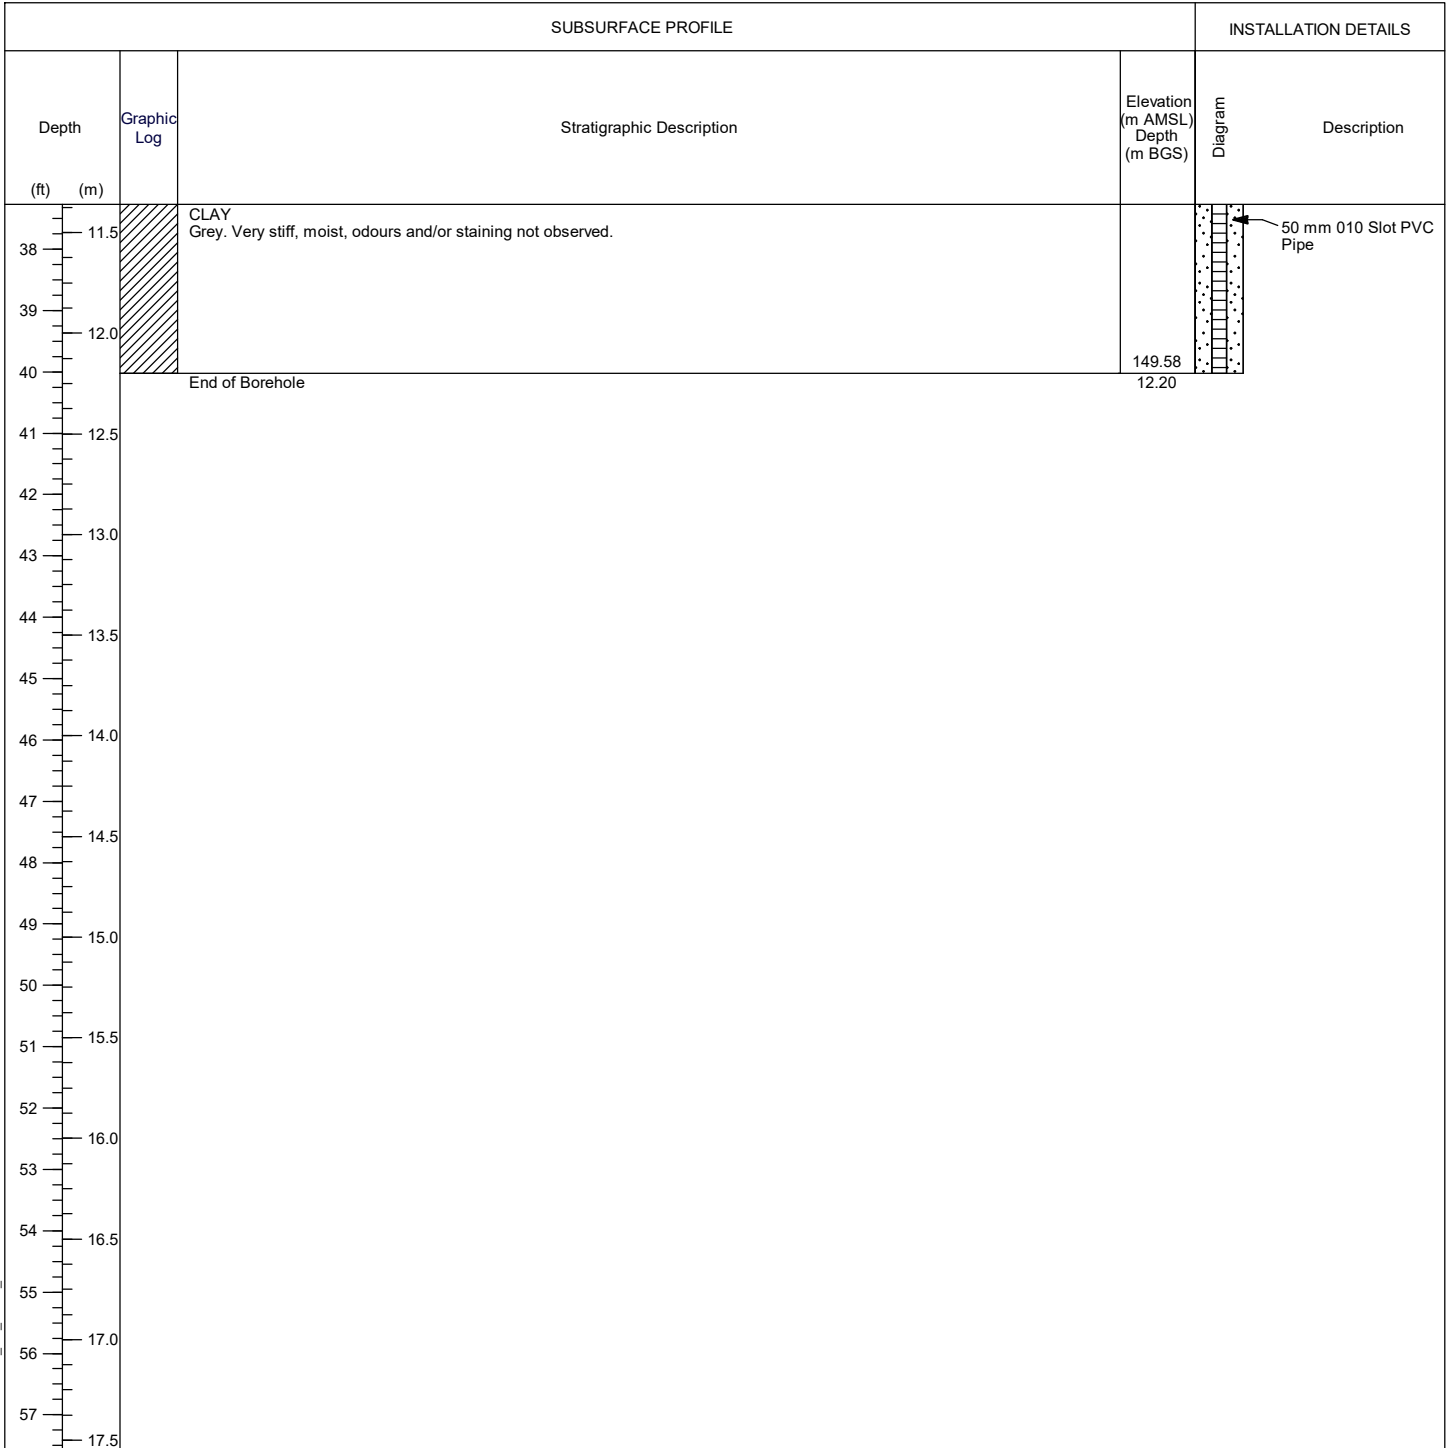 SUBSURFACE PROFILE
INSTALLATION DETAILS
Depth
(ft) (m)
Graphic
Log
Stratigraphic Description
Elevation
(m AMSL)
Depth
(m BGS)
Diagram
Description
CLAY
Grey. Very stiff, moist, odours and/or staining not observed.
50 mm 010 Slot PVC
Pipe
149.58
End of Borehole
12.20
11.5
38
39
12.0
40
41
12.5
42
13.0
43
44
13.5
45
14.0
46
47
14.5
48
49
15.0
50
15.5
51
52
16.0
53
54
16.5
55
17.0
56
57
17.5